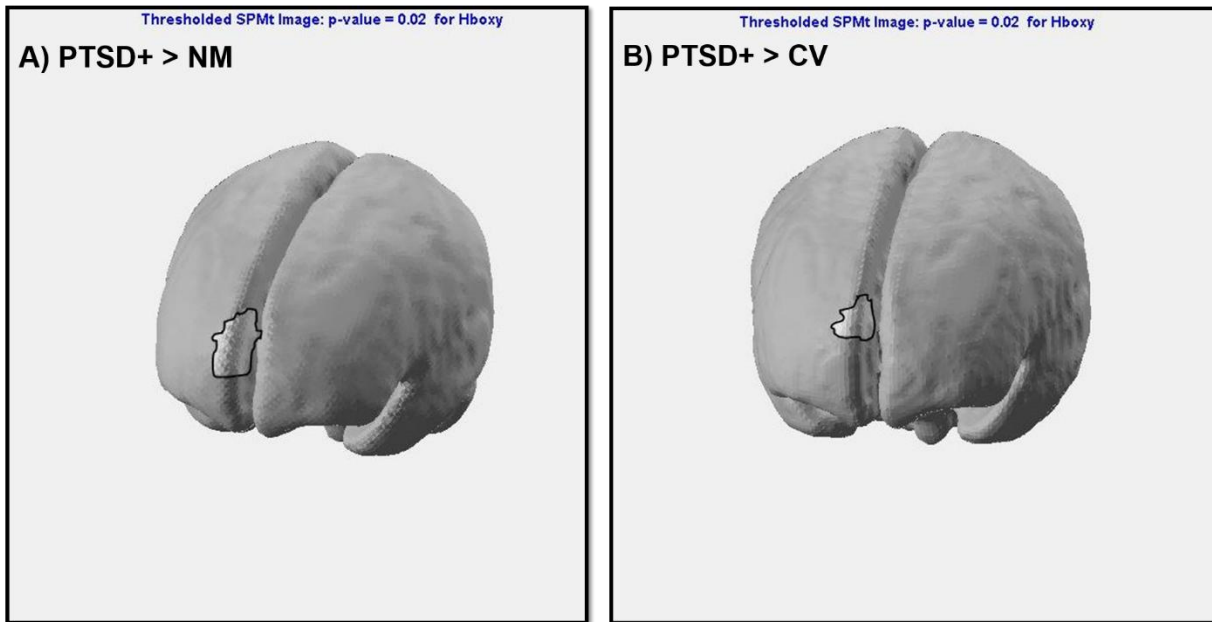 Thresholded SPMt Image: p-value = 0.02 for Hboxy
A) PTSD+ > NM
Thresholded SPMt Image: p-value = 0.02 for Hboxy
B) PTSD+ > CV